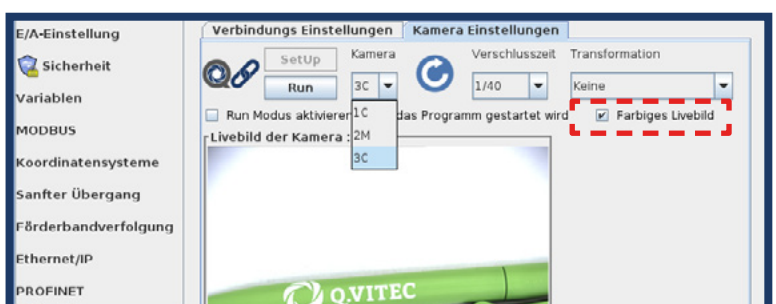 E/A-Einstellung
Sicherheit
Variablen
MODBUS
Koordinatensysteme
Sanfter Übergang
Förderbandverfolgung
Ethernet/IP
PROFINET
Verbindungs Einstellungen
Kamera Einstellungen
SetUp
Run
Kamera
3C
1C
2M
3C
Verschlusszeit
1/40
Transformation
Keine
Run Modus aktivieren das Programm gestartet wird
Farbiges Livebild
Livebild der Kamera :
Q.VITEC